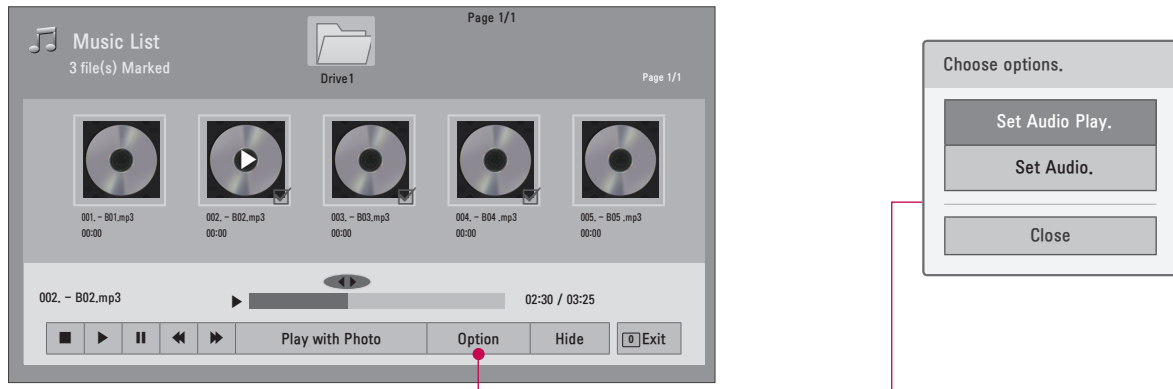 Page 1/1
Music List
3 file(s) Marked
Drive1
Page 1/1
001. - B01.mp3
00:00
002. - B02.mp3
00:00
003. - B03.mp3
00:00
004. - B04 .mp3
00:00
005. - B05 .mp3
00:00
002. - B02.mp3
02:30 / 03:25
Play with Photo
Option
Hide
0 Exit
Choose options.
Set Audio Play.
Set Audio.
Close